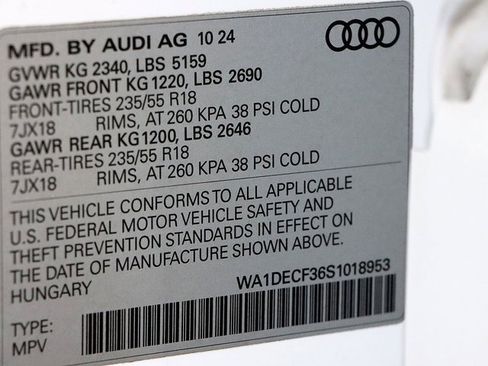 MFD. BY AUDI AG 10 24
GVWR KG 2340, LBS 5159
GAWR FRONT KG 1220, LBS 2690
FRONT-TIRES 235/55 R18
7JX18 RIMS, AT 260 KPA 38 PSI COLD
GAWR REAR KG 1200, LBS 2646
REAR-TIRES 235/55 R18
7JX18 RIMS, AT 260 KPA 38 PSI COLD
THIS VEHICLE CONFORMS TO ALL APPLICABLE
U.S. FEDERAL MOTOR VEHICLE SAFETY AND
THEFT PREVENTION STANDARDS IN EFFECT ON
THE DATE OF MANUFACTURE SHOWN ABOVE.
HUNGARY WA1DECF36S1018953
TYPE:
MPV